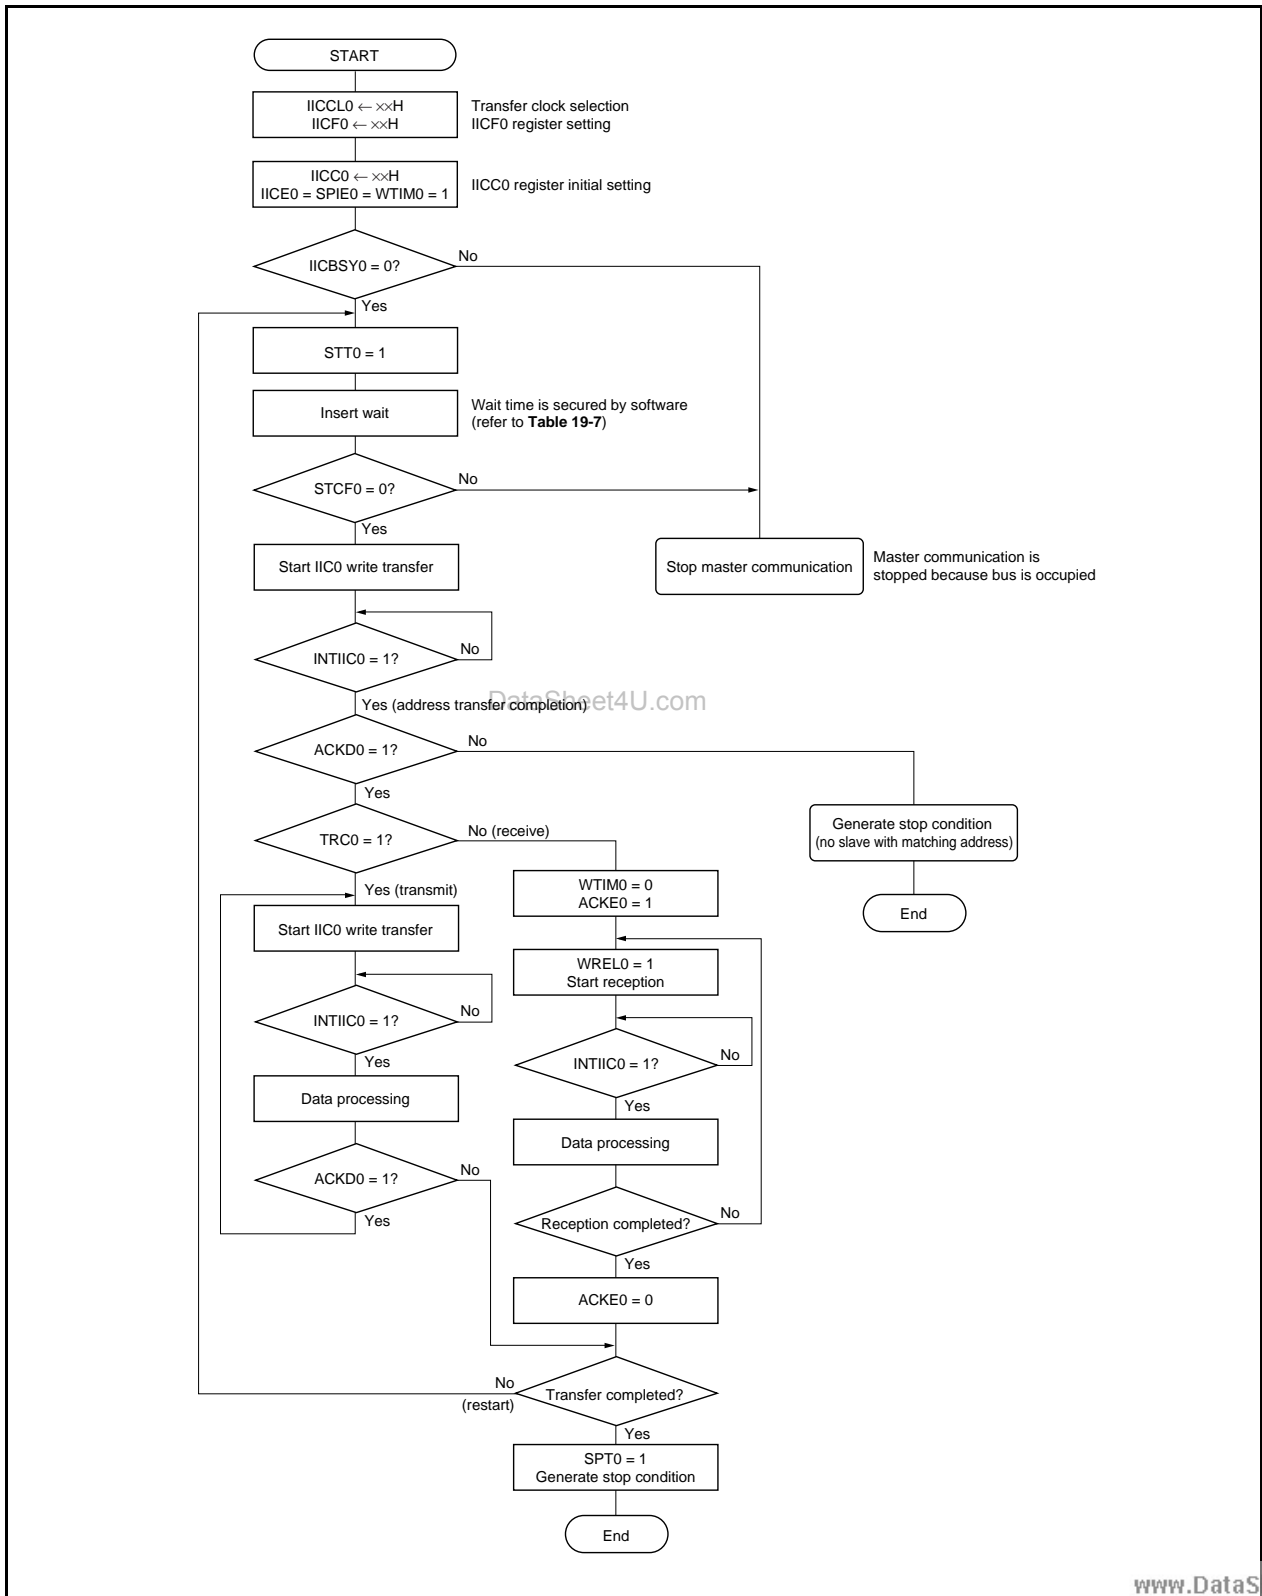 START
IICCL0 ← ××H
IICF0 ← ××H
Transfer clock selection
IICF0 register setting
IICC0 ← ××H
IICE0 = SPIE0 = WTIM0 = 1
IICC0 register initial setting
IICBSY0 = 0?
No
Yes
STT0 = 1
Insert wait
Wait time is secured by software
(refer to Table 19-7)
STCF0 = 0?
No
Yes
Start IIC0 write transfer
Stop master communication
Master communication is
stopped because bus is occupied
INTIIC0 = 1?
No
DataSheet4U.com
Yes (address transfer completion)
ACKD0 = 1?
No
Yes
Generate stop condition
(no slave with matching address)
End
TRC0 = 1?
No (receive)
Yes (transmit)
WTIM0 = 0
ACKE0 = 1
Start IIC0 write transfer
WREL0 = 1
Start reception
INTIIC0 = 1?
No
Yes
INTIIC0 = 1?
No
Yes
Data processing
Data processing
ACKD0 = 1?
No
Yes
Reception completed?
No
Yes
ACKE0 = 0
Transfer completed?
No
(restart)
Yes
SPT0 = 1
Generate stop condition
End
www.DataS